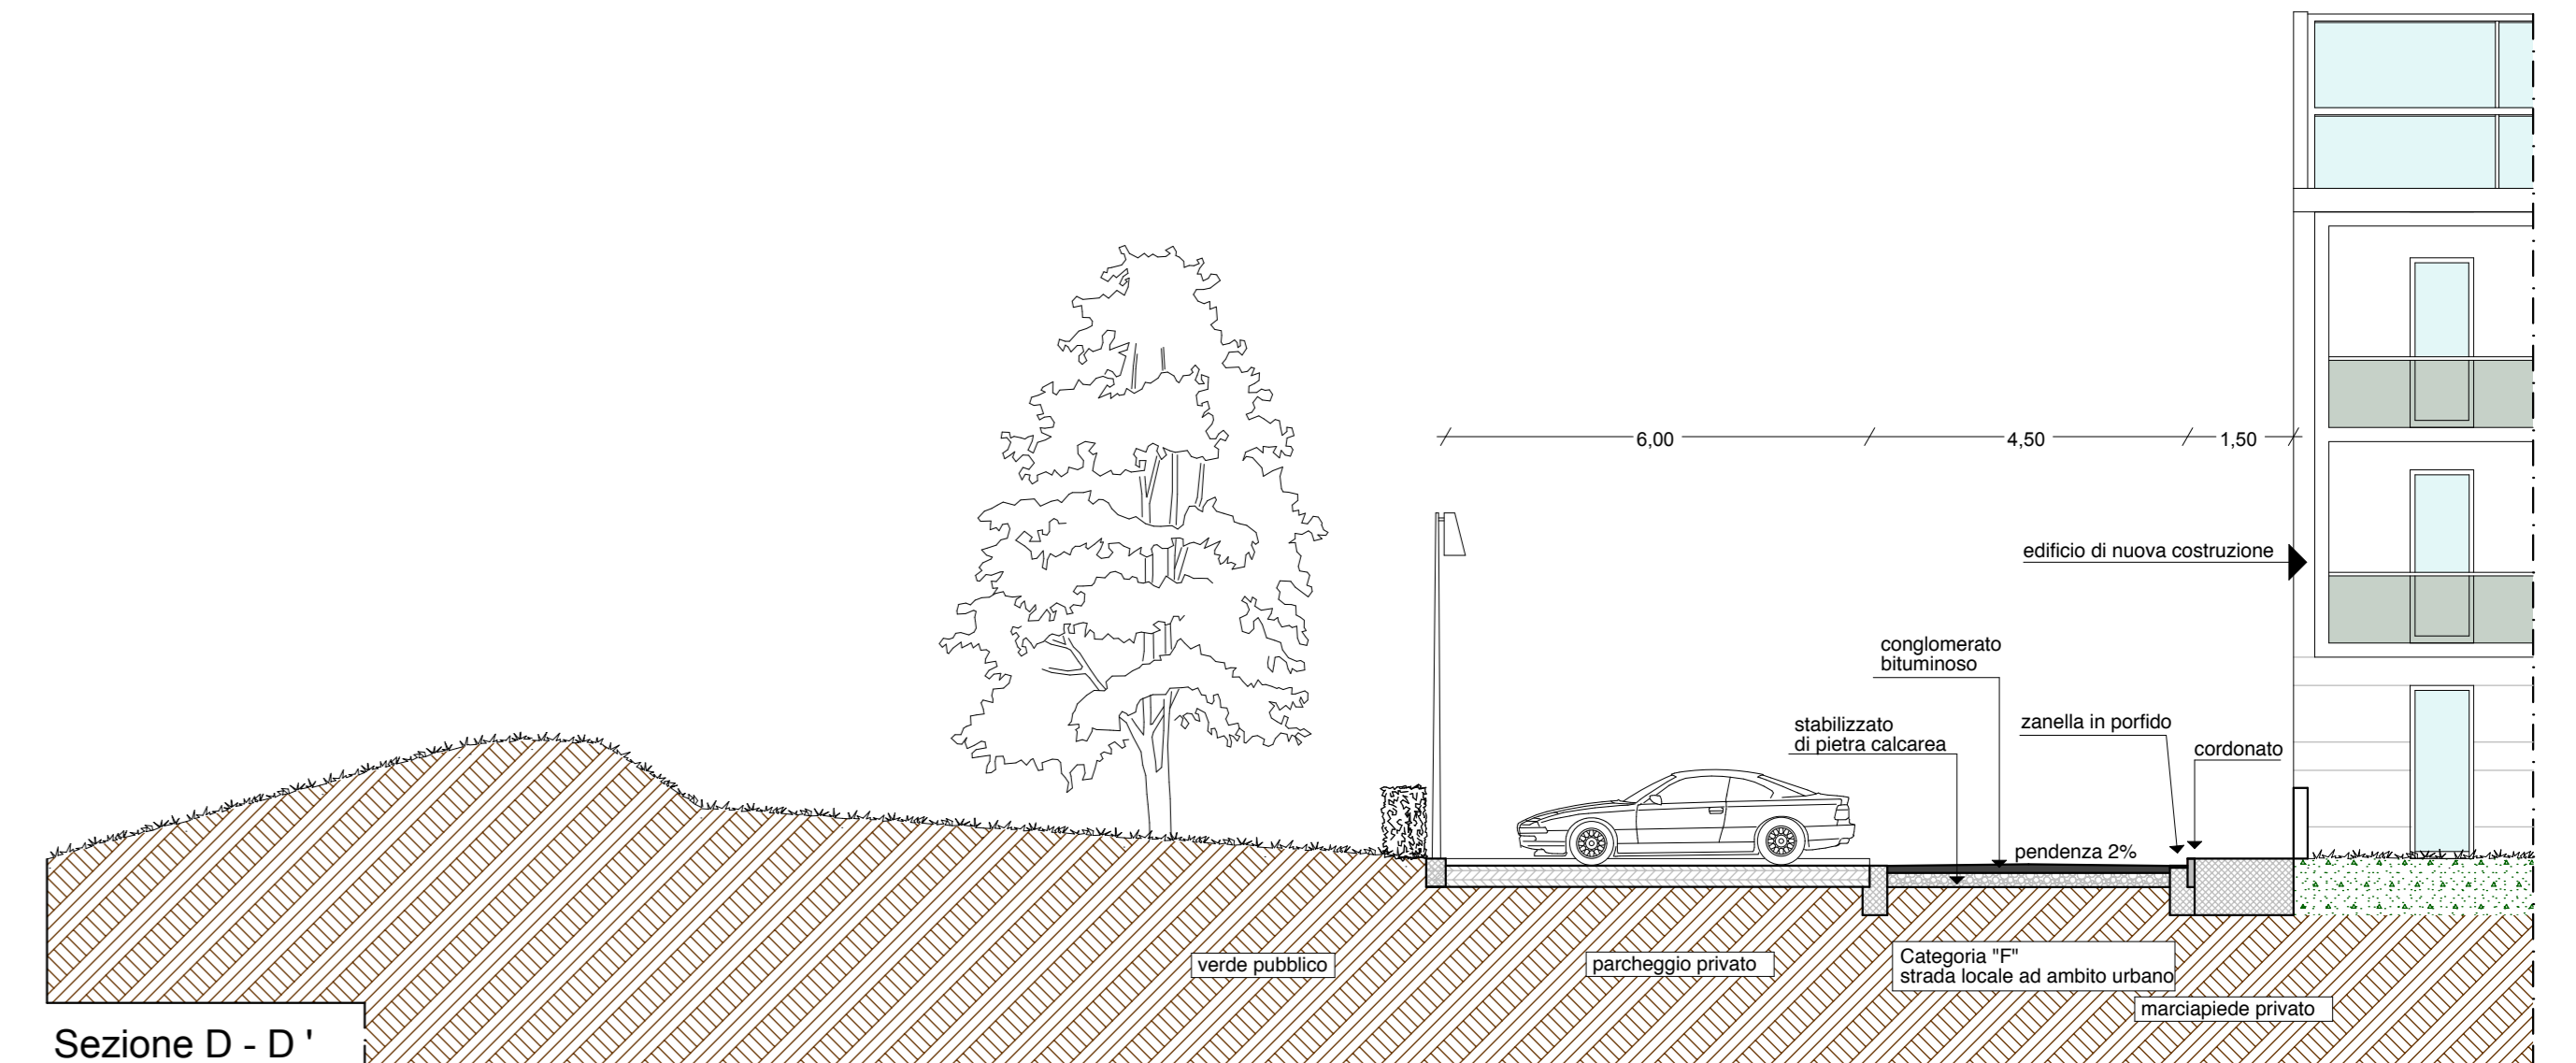 6,00
4,50
1,50
edificio di nuova costruzione
conglomerato
bituminoso
stabilizzato
di pietra calcarea
zanella in porfido
cordonato
pendenza 2%
verde pubblico
parcheggio privato
Categoria "F"
strada locale ad ambito urbano
marciapiede privato
Sezione D - D '